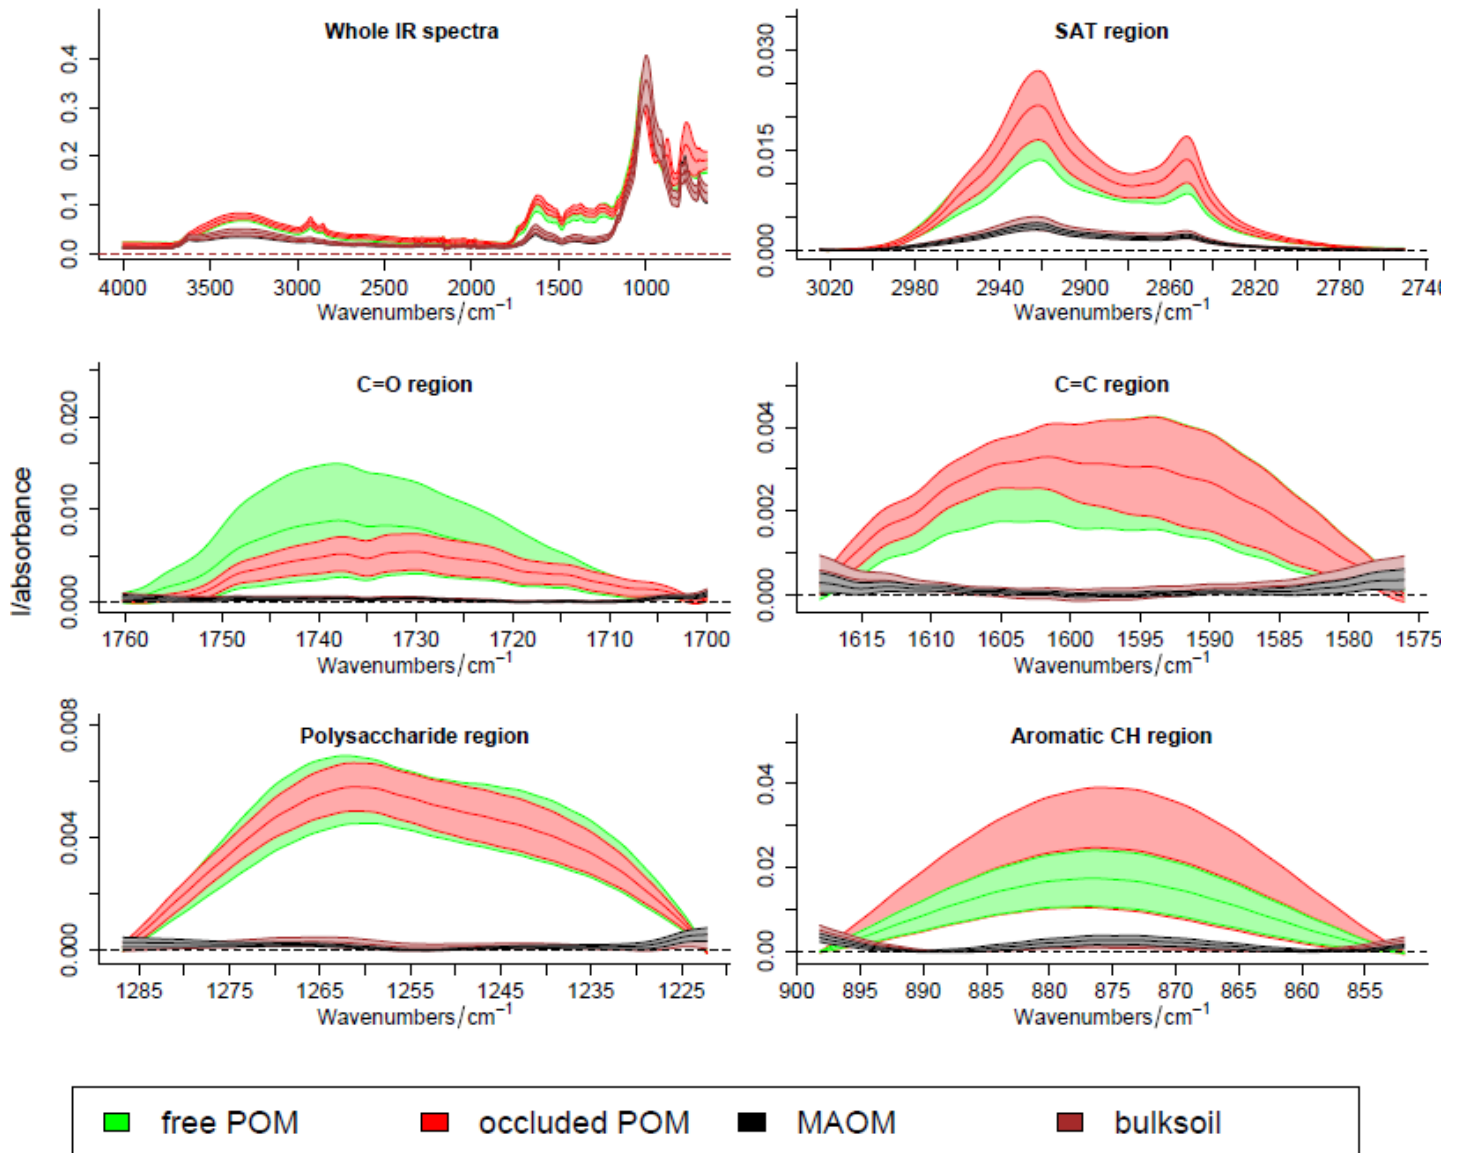 Whole IR spectra
0.0 0.1 0.2 0.3 0.4
4000 3500 3000 2500 2000 1500 1000
Wavenumbers/cm⁻¹
SAT region
0.000 0.015 0.030
3020 2980 2940 2900 2860 2820 2780 2740
Wavenumbers/cm⁻¹
I/absorbance
C=O region
0.000 0.010 0.020
1760 1750 1740 1730 1720 1710 1700
Wavenumbers/cm⁻¹
C=C region
0.000 0.002 0.004
1615 1610 1605 1600 1595 1590 1585 1580 1575
Wavenumbers/cm⁻¹
Polysaccharide region
0.000 0.004 0.008
1285 1275 1265 1255 1245 1235 1225
Wavenumbers/cm⁻¹
Aromatic CH region
0.00 0.02 0.04
900 895 890 885 880 875 870 865 860 855
Wavenumbers/cm⁻¹
free POM occluded POM MAOM bulksoil